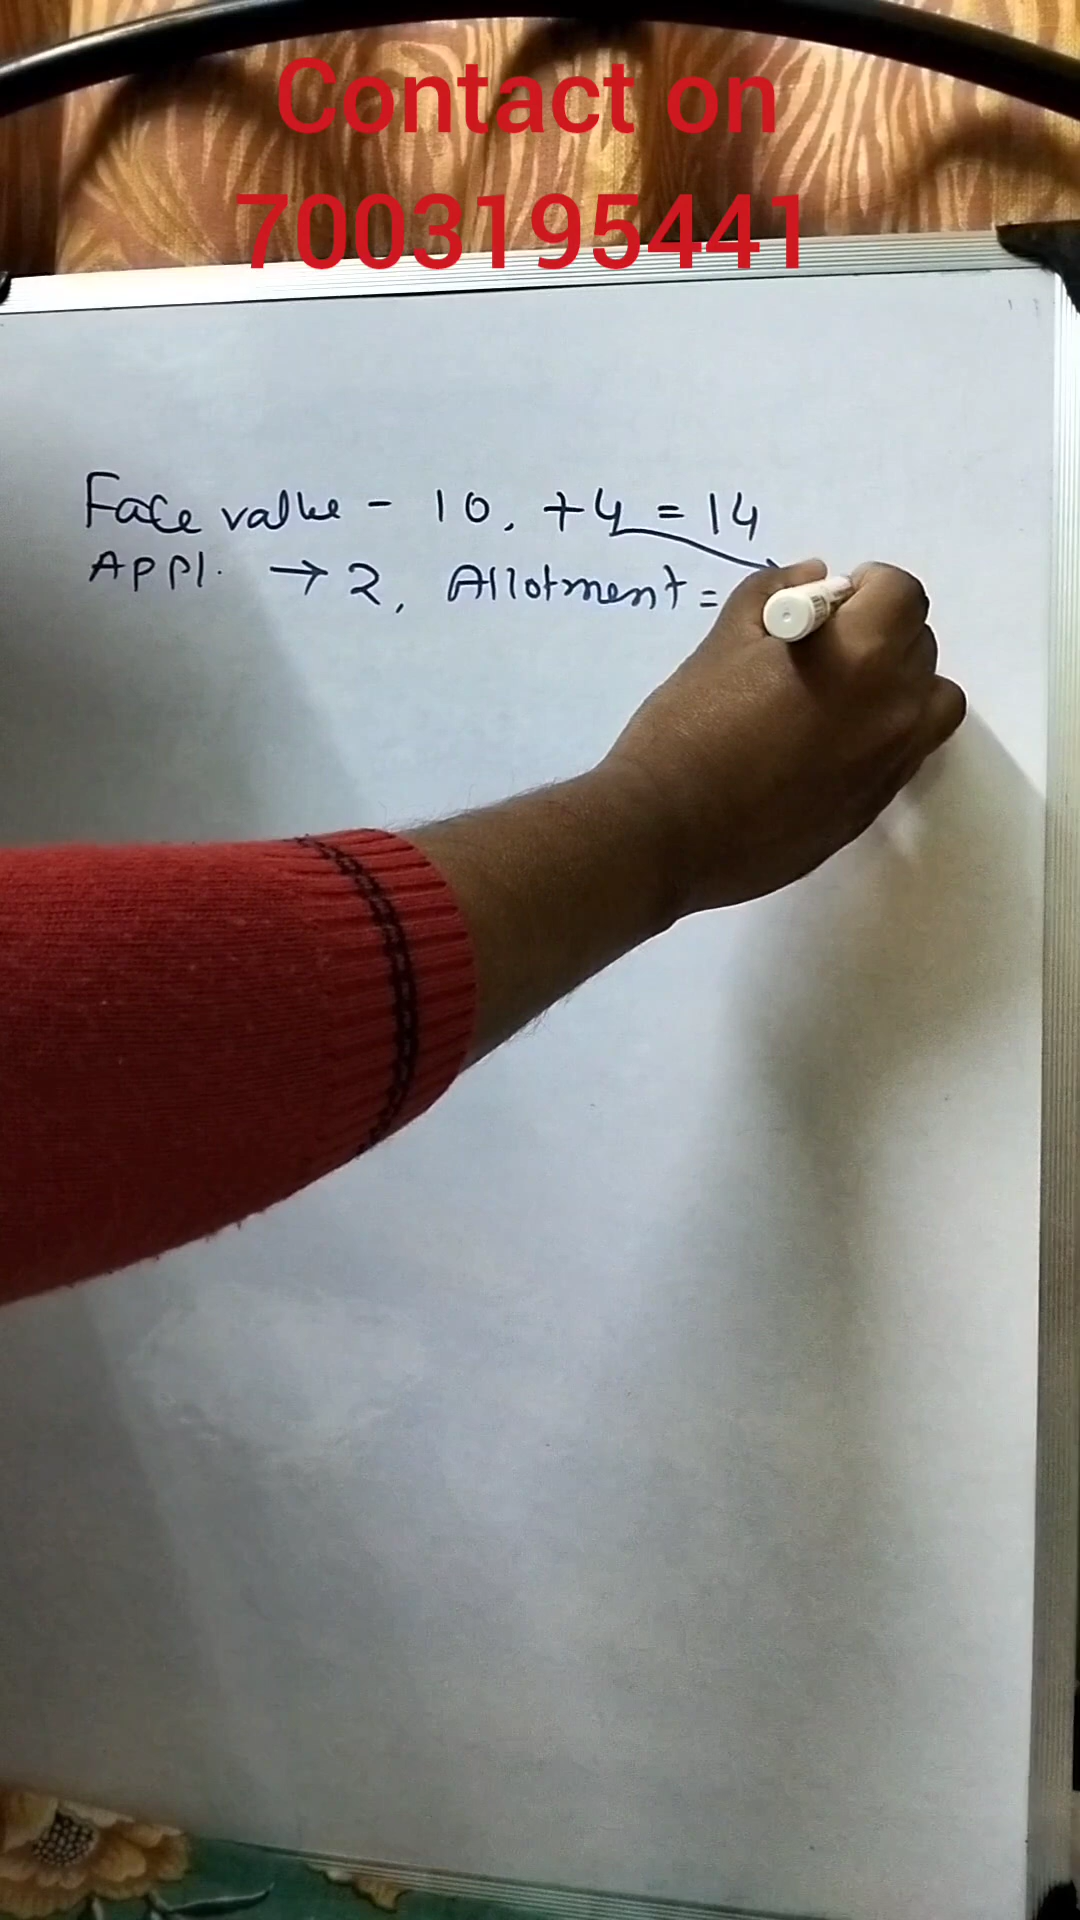 Contact on
7003195441
Face value - 10, +4 = 14
Appl. → 2, Allotment =